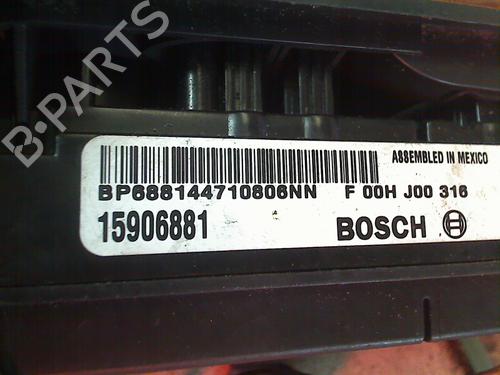 B·PARTS
ASSEMBLED IN MEXICO
BP688144710806NN F 00H J00 316
15906881 BOSCH